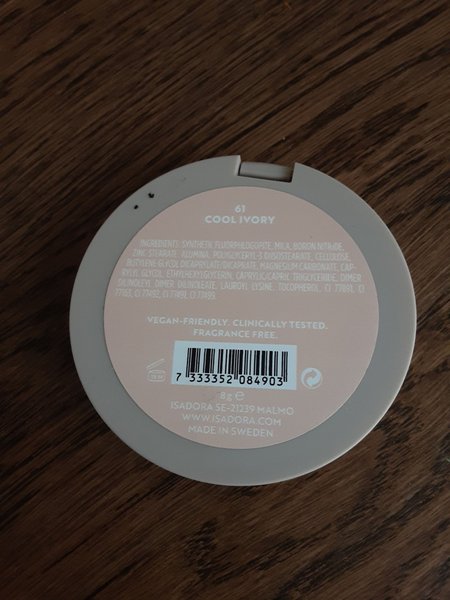 61
COOL IVORY
INGREDIENTS: SYNTHETIC FLUORPHLOGOPITE, MICA, BORON NITRIDE,
ZINC STEARATE, ALUMINA, POLYGLYCERYL-3 DIISOSTEARATE, CELLULOSE,
BUTYLENE GLYCOL DICAPRYLATE/DICAPRATE, MAGNESIUM CARBONATE, CAP-
RYLYL GLYCOL, ETHYLHEXYLGLYCERIN, CAPRYLIC/CAPRIC TRIGLYCERIDE, DIMER
DILINOLEYL DIMER DILINOLEATE, LAUROYL LYSINE, TOCOPHEROL, CI 77891, CI
77163, CI 77492, CI 77491, CI 77499
VEGAN-FRIENDLY. CLINICALLY TESTED.
FRAGRANCE FREE.
7 333352 084903
8g e
ISADORA SE-21239 MALMO
ISADORA.COM
MADE IN SWEDEN